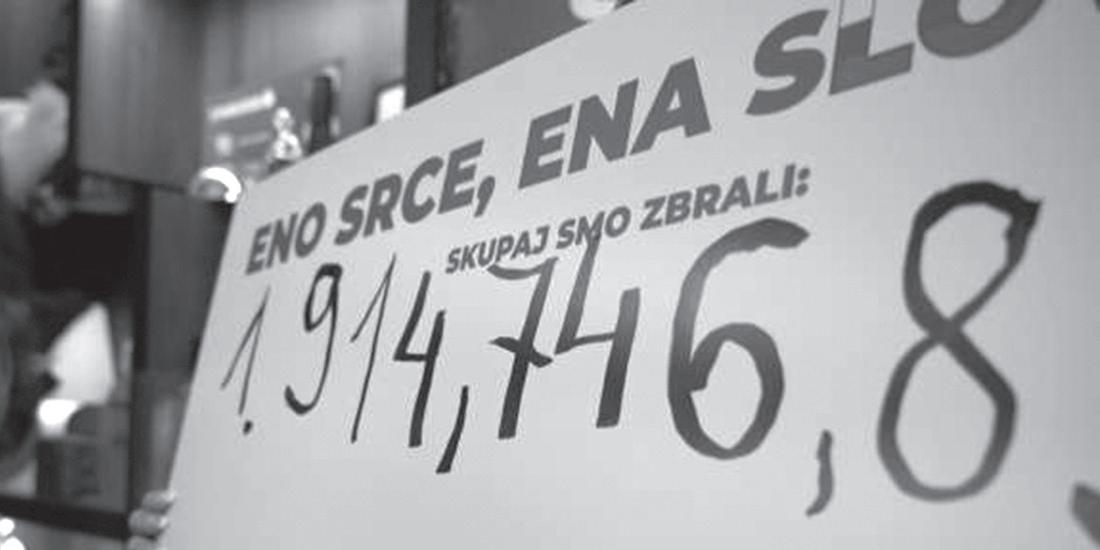 ENO SRCE, ENA SLO
SKUPAJ SMO ZBRALI:
1.914,746,8